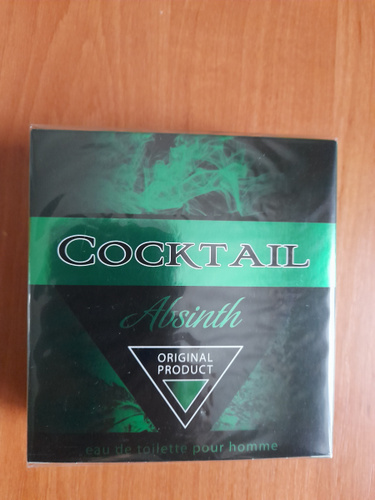 COCKTAIL
Absinth
ORIGINAL
PRODUCT
eau de toilette pour homme